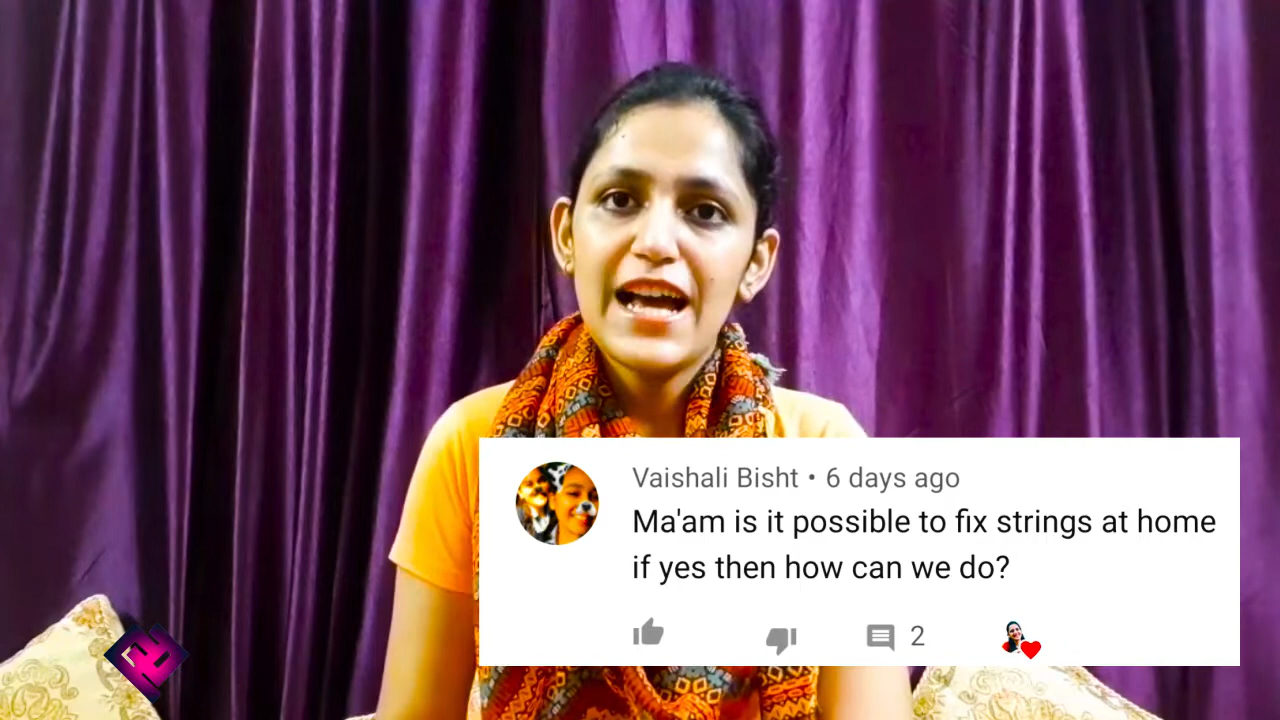 Vaishali Bisht • 6 days ago
Ma'am is it possible to fix strings at home
if yes then how can we do?
2